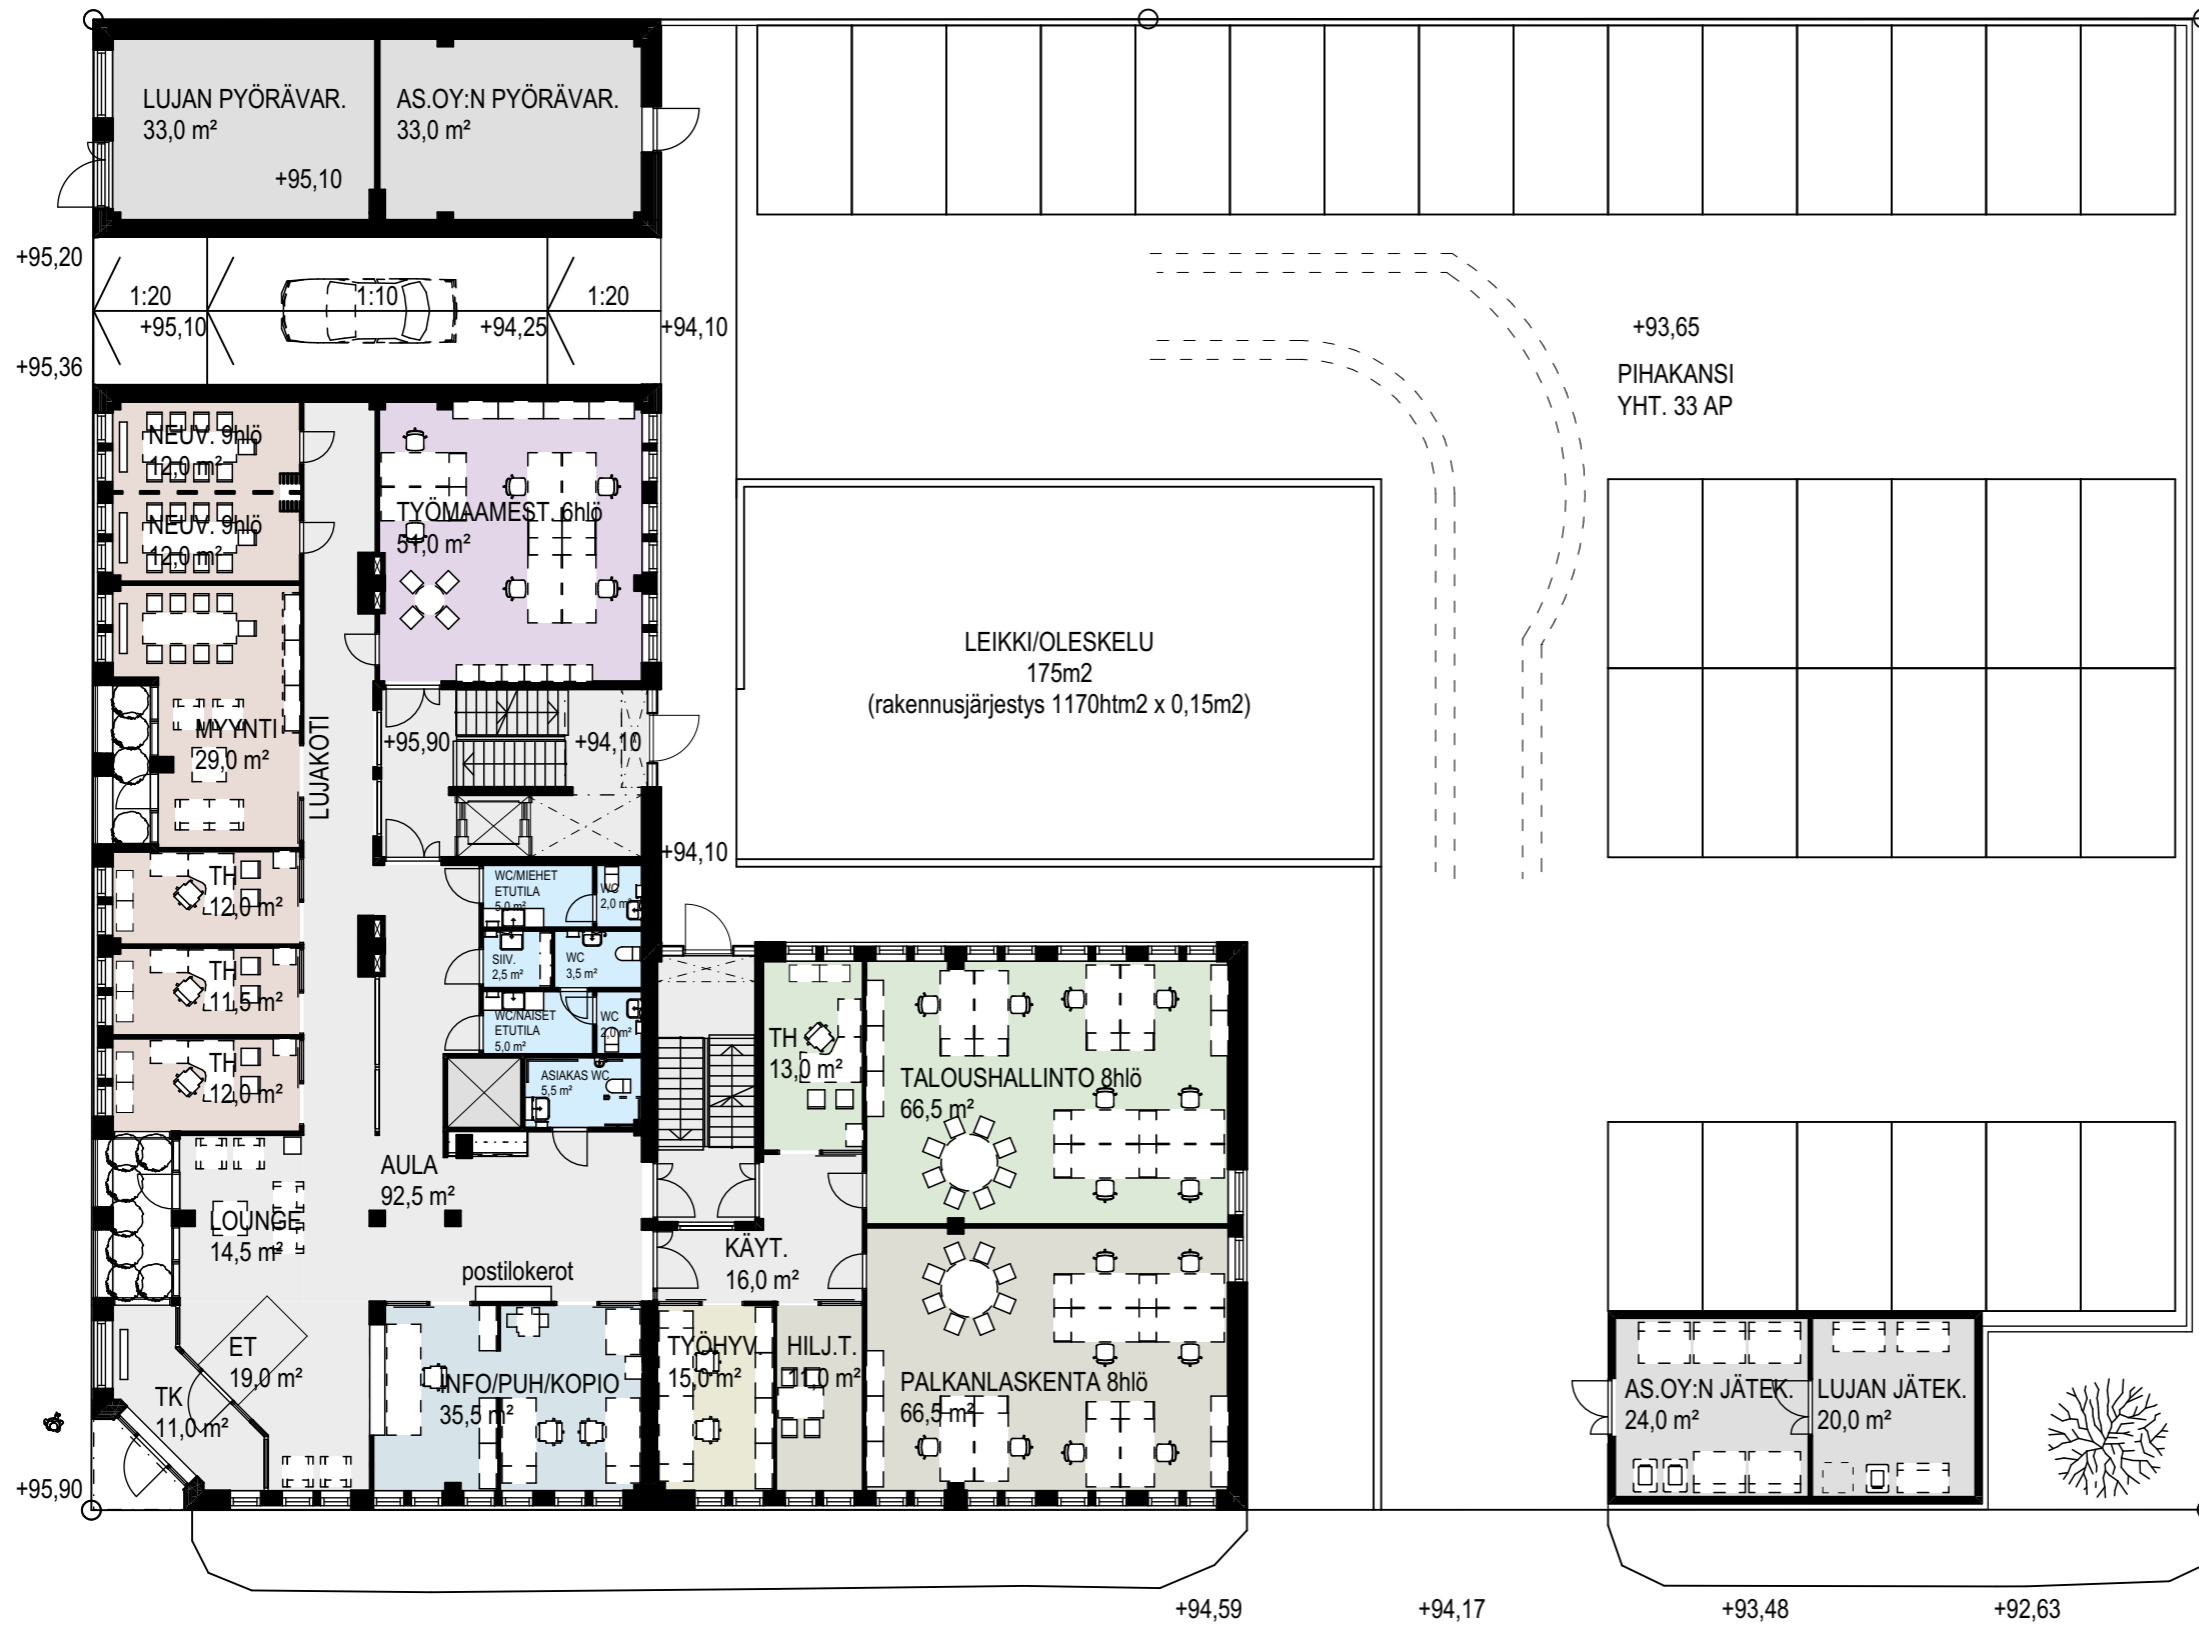 LUJAN PYÖRÄVAR.
33,0 m²
+95,10
AS.OY:N PYÖRÄVAR.
33,0 m²
+95,20
1:20
1:10
1:20
+95,10
+94,25
+94,10
+95,36
+93,65
PIHAKANSI
YHT. 33 AP
NEUV. 9hlö
12,0 m²
NEUV. 9hlö
12,0 m²
TYÖMAAMEST. 6hlö
51,0 m²
LEIKKI/OLESKELU
175m2
(rakennusjärjestys 1170htm2 x 0,15m2)
MYYNTI
29,0 m²
LUJAKOTI
+95,90
+94,10
+94,10
TH
12,0 m²
TH
11,5 m²
TH
12,0 m²
WC/MIEHET
ETUTILA
5,0 m²
WC
2,0 m²
SIIV.
2,5 m²
WC
3,5 m²
WC/NAISET
ETUTILA
5,0 m²
WC
2,0 m²
ASIAKAS WC
5,5 m²
TH
13,0 m²
TALOUSHALLINTO 8hlö
66,5 m²
AULA
92,5 m²
LOUNGE
14,5 m²
KÄYT.
16,0 m²
postilokerot
ET
19,0 m²
TK
11,0 m²
INFO/PUH/KOPIO
35,5 m²
TYÖHYV.
15,0 m²
HILJ.T.
11,0 m²
PALKANLASKENTA 8hlö
66,5 m²
AS.OY:N JÄTEK.
24,0 m²
LUJAN JÄTEK.
20,0 m²
+95,90
+94,59
+94,17
+93,48
+92,63